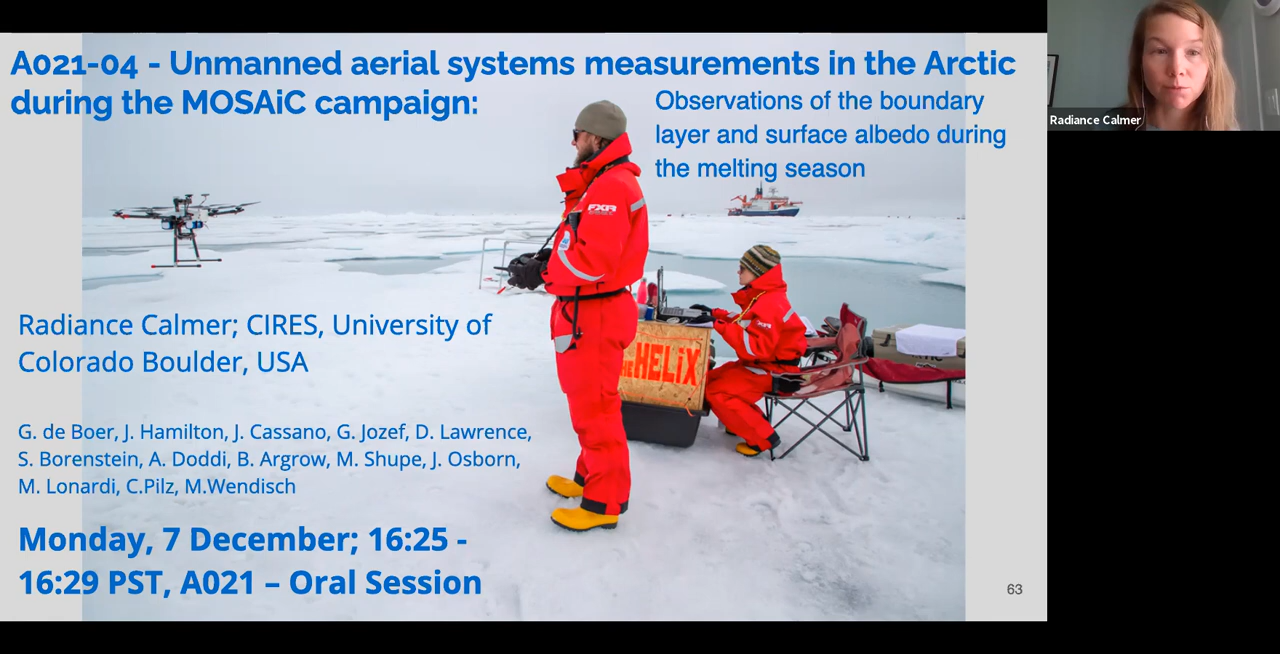 A021-04 - Unmanned aerial systems measurements in the Arctic
during the MOSAiC campaign:
Observations of the boundary
layer and surface albedo during
the melting season
Radiance Calmer
FXR
FXR
HELiX
Radiance Calmer; CIRES, University of
Colorado Boulder, USA
G. de Boer, J. Hamilton, J. Cassano, G. Jozef, D. Lawrence,
S. Borenstein, A. Doddi, B. Argrow, M. Shupe, J. Osborn,
M. Lonardi, C.Pilz, M.Wendisch
Monday, 7 December; 16:25 -
16:29 PST, A021 – Oral Session
63